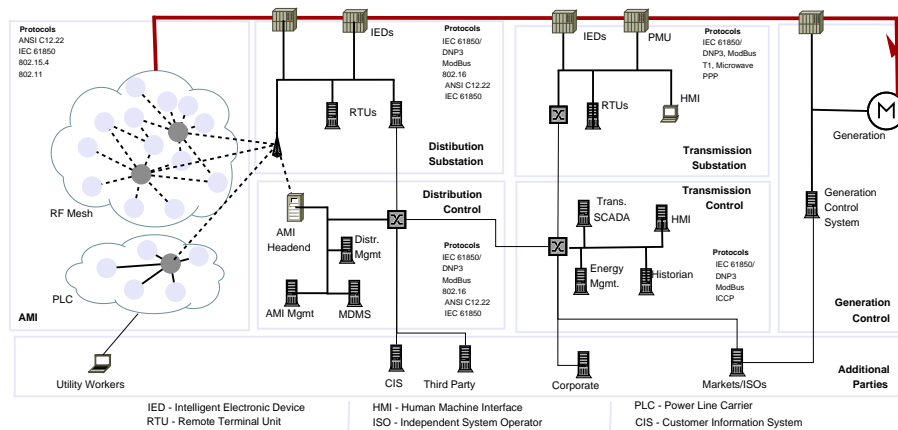 Protocols
ANSI C12.22
IEC 61850
802.15.4
802.11
RF Mesh
PLC
AMI
IEDs
Protocols
IEC 61850/
DNP3
ModBus
802.16
ANSI C12.22
IEC 61850
RTUs
Distibution
Substation
Distribution
Control
AMI
Headend
Distr.
Mgmt
AMI Mgmt
MDMS
Protocols
IEC 61850/
DNP3
ModBus
802.16
ANSI C12.22
IEC 61850
IEDs
PMU
Protocols
IEC 61850/
DNP3, ModBus
T1, Microwave
PPP
RTUs
HMI
Transmission
Substation
Transmission
Control
Trans.
SCADA
HMI
Energy
Mgmt.
Historian
Protocols
IEC 61850/
DNP3
ModBus
ICCP
M
Generation
Generation
Control
System
Generation
Control
Utility Workers
CIS
Third Party
Corporate
Markets/ISOs
Additional
Parties
IED - Intelligent Electronic Device
RTU - Remote Terminal Unit
HMI - Human Machine Interface
ISO - Independent System Operator
PLC - Power Line Carrier
CIS - Customer Information System